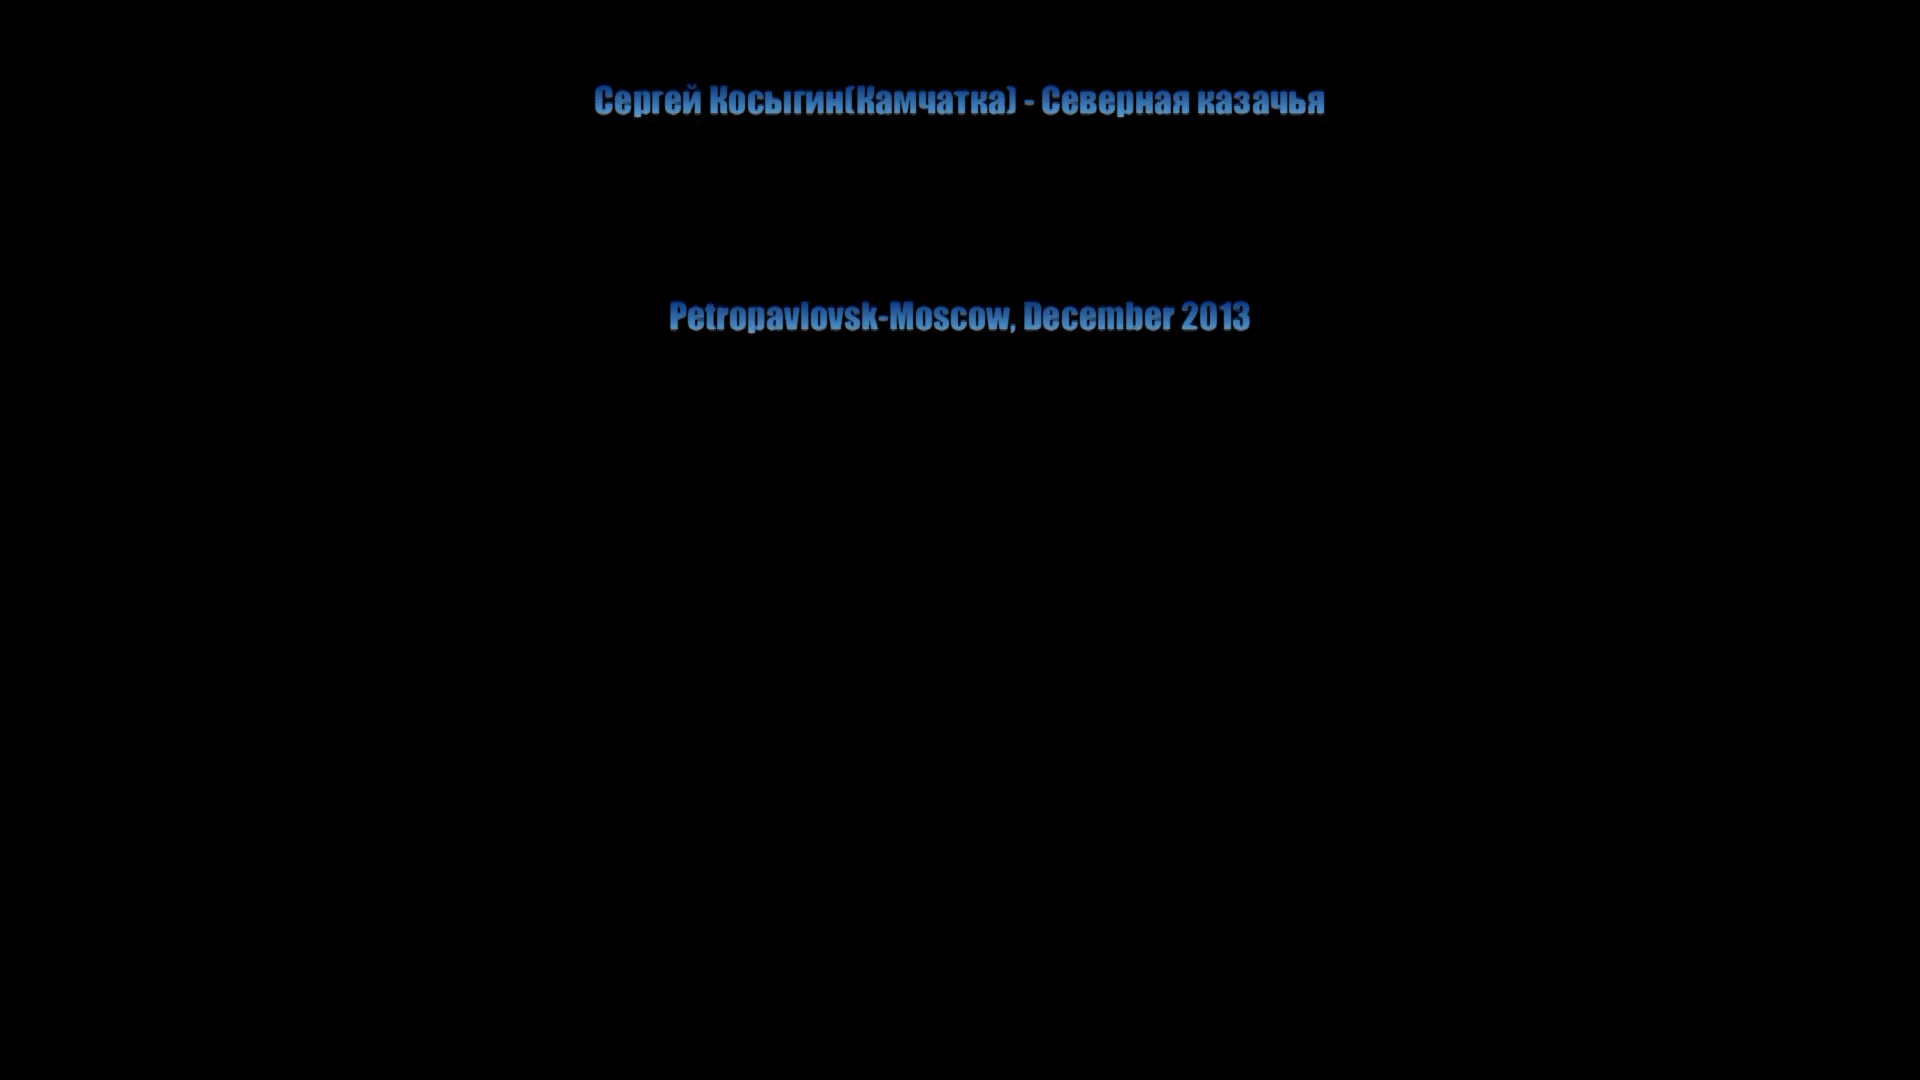 Сергей Косыгин(Камчатка) - Северная казачья
Petropavlovsk-Moscow, December 2013